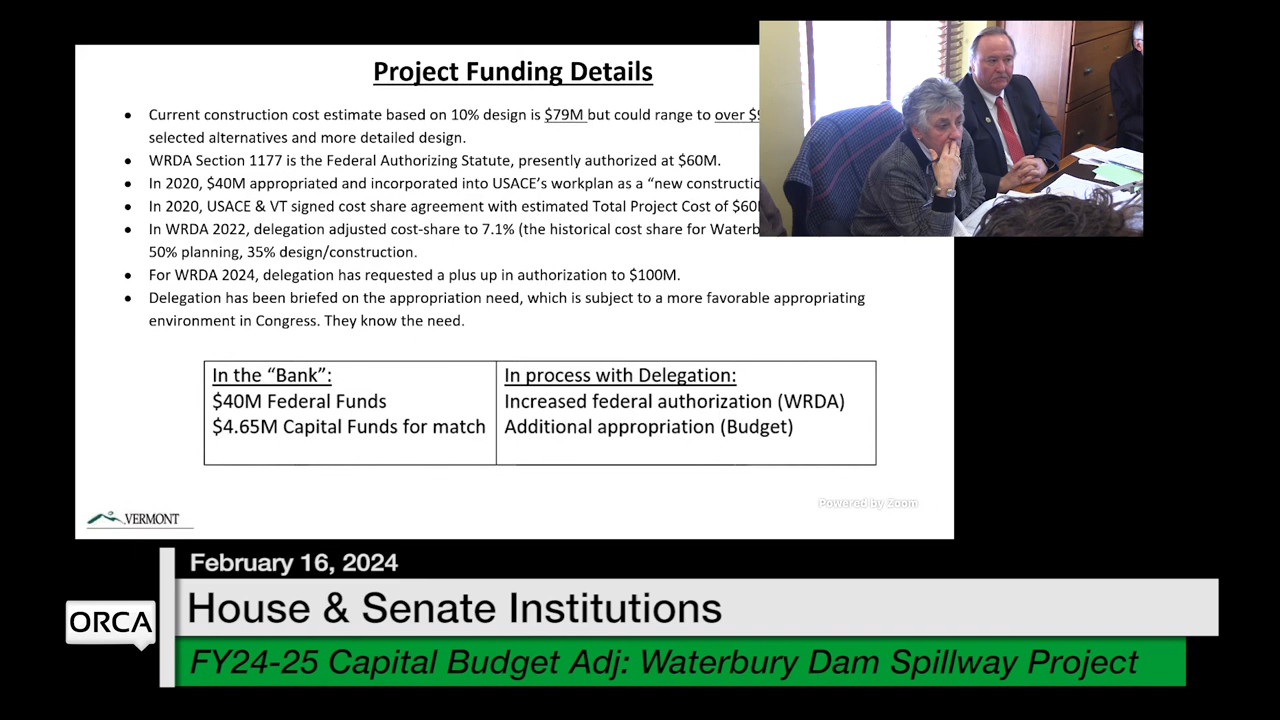 Project Funding Details
• Current construction cost estimate based on 10% design is $79M but could range to over
selected alternatives and more detailed design.
• WRDA Section 1177 is the Federal Authorizing Statute, presently authorized at $60M.
• In 2020, $40M appropriated and incorporated into USACE's workplan as a “new
• In 2020, USACE & VT signed cost share agreement with estimated Total Project Cost of
• In WRDA 2022, delegation adjusted cost-share to 7.1% (the historical cost share for
50% planning, 35% design/construction.
• For WRDA 2024, delegation has requested a plus up in authorization to $100M.
• Delegation has been briefed on the appropriation need, which is subject to a more favorable appropriating
environment in Congress. They know the need.
In the “Bank”:
$40M Federal Funds
$4.65M Capital Funds for match
In process with Delegation:
Increased federal authorization (WRDA)
Additional appropriation (Budget)
Powered by Zoom
VERMONT
February 16, 2024
ORCA
House & Senate Institutions
FY24-25 Capital Budget Adj: Waterbury Dam Spillway Project